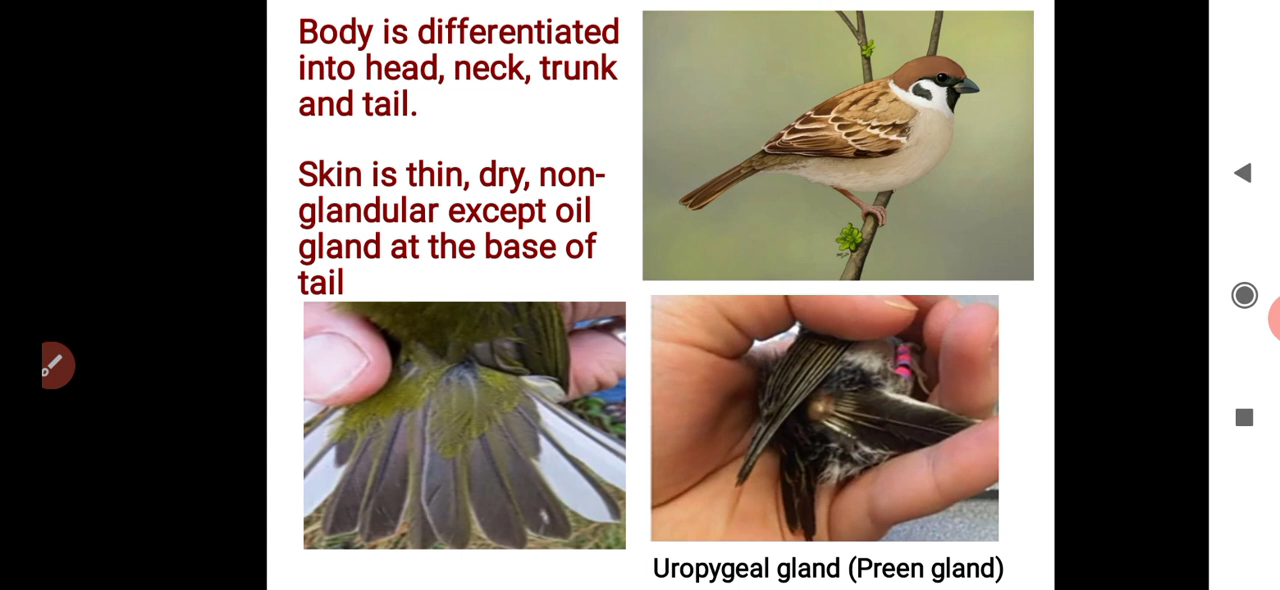 Body is differentiated
into head, neck, trunk
and tail.
Skin is thin, dry, non-
glandular except oil
gland at the base of
tail
Uropygeal gland (Preen gland)